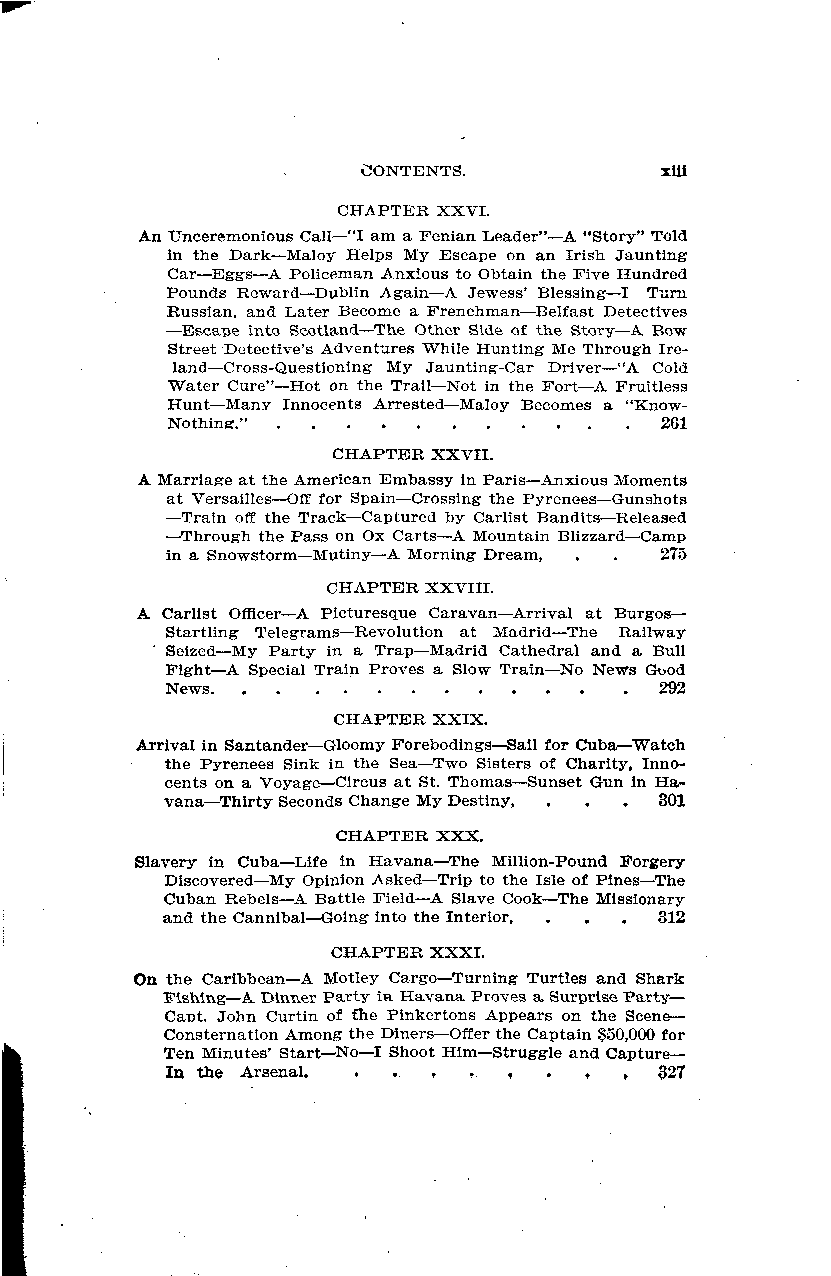 CONTENTS. xiii
CHAPTER XXVI.
An Unceremonious Call—"I am a Fenian Leader"—A "Story" Told
in the Dark—Maloy Helps My Escape on an Irish Jaunting
Car—Eggs—A Policeman Anxious to Obtain the Five Hundred
Pounds Reward—Dublin Again—A Jewess' Blessing—I Turn
Russian, and Later Become a Frenchman—Belfast Detectives
—Escape into Scotland—The Other Side of the Story—A Bow
Street Detective's Adventures While Hunting Me Through Ire-
land—Cross-Questioning My Jaunting-Car Driver—"A Cold
Water Cure"—Hot on the Trail—Not in the Fort—A Fruitless
Hunt—Many Innocents Arrested—Maloy Becomes a "Know-
Nothing." . . . . . . . . . . . 261
CHAPTER XXVII.
A Marriage at the American Embassy in Paris—Anxious Moments
at Versailles—Off for Spain—Crossing the Pyrenees—Gunshots
—Train off the Track—Captured by Carlist Bandits—Released
—Through the Pass on Ox Carts—A Mountain Blizzard—Camp
in a Snowstorm—Mutiny—A Morning Dream, . . 275
CHAPTER XXVIII.
A Carlist Officer—A Picturesque Caravan—Arrival at Burgos—
Startling Telegrams—Revolution at Madrid—The Railway
Seized—My Party in a Trap—Madrid Cathedral and a Bull
Fight—A Special Train Proves a Slow Train—No News Good
News. . . . . . . . . . . . . 292
CHAPTER XXIX.
Arrival in Santander—Gloomy Forebodings—Sail for Cuba—Watch
the Pyrenees Sink in the Sea—Two Sisters of Charity, Inno-
cents on a Voyage—Circus at St. Thomas—Sunset Gun in Ha-
vana—Thirty Seconds Change My Destiny, . . . 301
CHAPTER XXX.
Slavery in Cuba—Life in Havana—The Million-Pound Forgery
Discovered—My Opinion Asked—Trip to the Isle of Pines—The
Cuban Rebels—A Battle Field—A Slave Cook—The Missionary
and the Cannibal—Going into the Interior, . . . 312
CHAPTER XXXI.
On the Caribbean—A Motley Cargo—Turning Turtles and Shark
Fishing—A Dinner Party in Havana Proves a Surprise Party—
Capt. John Curtin of the Pinkertons Appears on the Scene—
Consternation Among the Diners—Offer the Captain $50,000 for
Ten Minutes' Start—No—I Shoot Him—Struggle and Capture—
In the Arsenal. . . . . . . . . 327